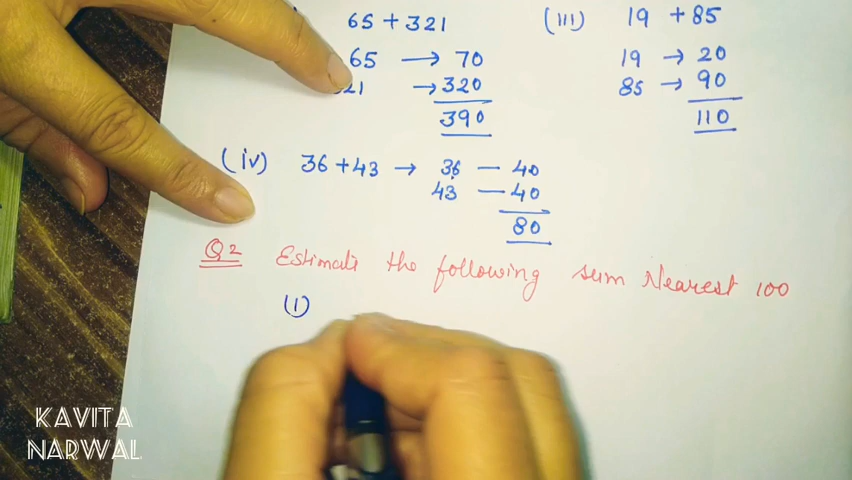 65 + 321 (iii) 19 + 85
65 → 70 19 → 20
21 → 320 85 → 90
390 110
(iv) 36 + 43 → 36 — 40
43 — 40
80
Q2 Estimate the following sum Nearest 100
(i)
KAVITA
NARWAL